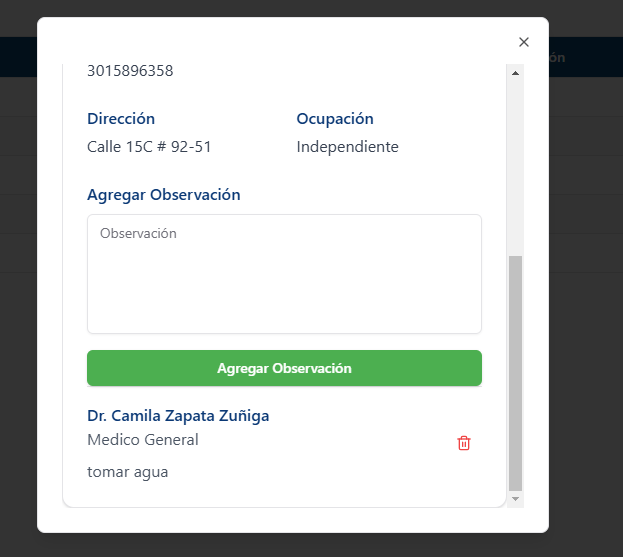 ón
3015896358
Dirección
Ocupación
Calle 15C # 92-51
Independiente
Agregar Observación
Observación
Agregar Observación
Dr. Camila Zapata Zuñiga
Medico General
tomar agua